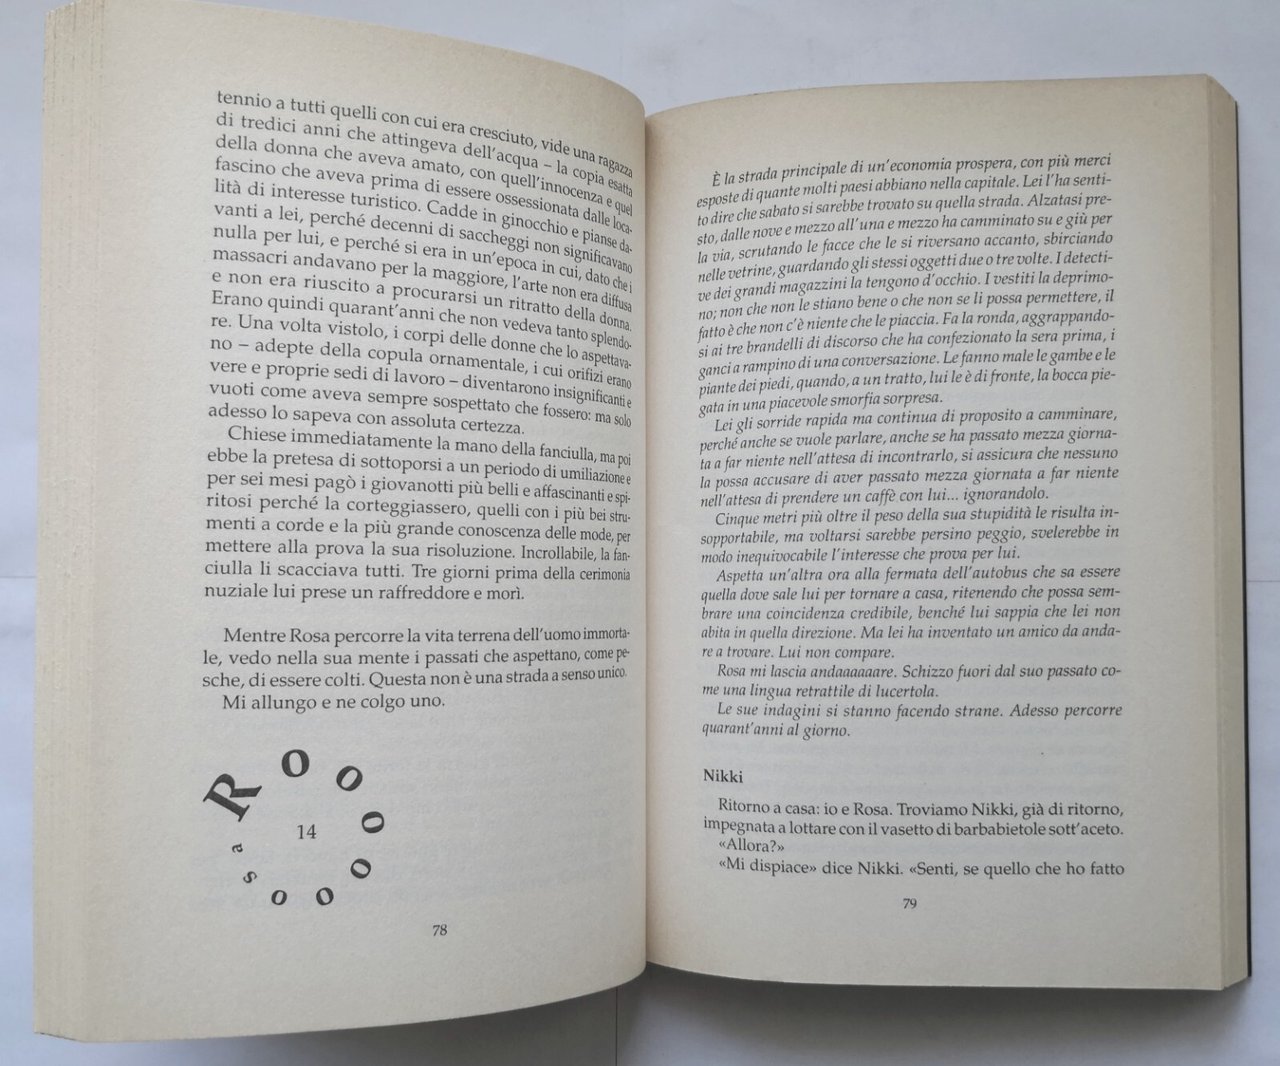 tennio a tutti quelli con cui era cresciuto, vide una ragazza
di tredici anni che attingeva dell'acqua – la copia esatta
della donna che aveva amato, con quell'innocenza e quel
fascino che aveva prima di essere ossessionata dalle loca-
lità di interesse turistico. Cadde in ginocchio e pianse da-
vanti a lei, perché decenni di saccheggi non significavano
nulla per lui, e perché si era in un'epoca in cui, dato che i
massacri andavano per la maggiore, l'arte non era diffusa
e non era riuscito a procurarsi un ritratto della donna.
Erano quindi quarant'anni che non vedeva tanto splendo-
re. Una volta vistolo, i corpi delle donne che lo aspettava-
no – adepte della copula ornamentale, i cui orifizi erano
vere e proprie sedi di lavoro – diventarono insignificanti e
vuoti come aveva sempre sospettato che fossero: ma solo
adesso lo sapeva con assoluta certezza.
Chiese immediatamente la mano della fanciulla, ma poi
ebbe la pretesa di sottoporsi a un periodo di umiliazione e
per sei mesi pagò i giovanotti più belli e affascinanti e spi-
ritosi perché la corteggiassero, quelli con i più bei stru-
menti a corde e la più grande conoscenza delle mode, per
mettere alla prova la sua risoluzione. Incrollabile, la fan-
ciulla li scacciava tutti. Tre giorni prima della cerimonia
nuziale lui prese un raffreddore e morì.
Mentre Rosa percorre la vita terrena dell'uomo immorta-
le, vedo nella sua mente i passati che aspettano, come pe-
sche, di essere colti. Questa non è una strada a senso unico.
Mi allungo e ne colgo uno.
Roooooosa
14
78
È la strada principale di un'economia prospera, con più merci
esposte di quante molti paesi abbiano nella capitale. Lei l'ha senti-
to dire che sabato si sarebbe trovato su quella strada. Alzatasi pre-
sto, dalle nove e mezzo all'una e mezzo ha camminato su e giù per
la via, scrutando le facce che le si riversano accanto, sbirciando
nelle vetrine, guardando gli stessi oggetti due o tre volte. I detecti-
ve dei grandi magazzini la tengono d'occhio. I vestiti la deprimo-
no; non che non le stiano bene o che non se li possa permettere, il
fatto è che non c'è niente che le piaccia. Fa la ronda, aggrappando-
si ai tre brandelli di discorso che ha confezionato la sera prima, i
ganci a rampino di una conversazione. Le fanno male le gambe e le
piante dei piedi, quando, a un tratto, lui le è di fronte, la bocca pie-
gata in una piacevole smorfia sorpresa.
Lei gli sorride rapida ma continua di proposito a camminare,
perché anche se vuole parlare, anche se ha passato mezza giorna-
ta a far niente nell'attesa di incontrarlo, si assicura che nessuno
la possa accusare di aver passato mezza giornata a far niente
nell'attesa di prendere un caffè con lui... ignorandolo.
Cinque metri più oltre il peso della sua stupidità le risulta in-
sopportabile, ma voltarsi sarebbe persino peggio, svelerebbe in
modo inequivocabile l'interesse che prova per lui.
Aspetta un'altra ora alla fermata dell'autobus che sa essere
quella dove sale lui per tornare a casa, ritenendo che possa sem-
brare una coincidenza credibile, benché lui sappia che lei non
abita in quella direzione. Ma lei ha inventato un amico da anda-
re a trovare. Lui non compare.
Rosa mi lascia andaaaaaare. Schizzo fuori dal suo passato co-
me una lingua retrattile di lucertola.
Le sue indagini si stanno facendo strane. Adesso percorre
quarant'anni al giorno.
Nikki
Ritorno a casa: io e Rosa. Troviamo Nikki, già di ritorno,
impegnata a lottare con il vasetto di barbabietole sott'aceto.
«Allora?»
«Mi dispiace» dice Nikki. «Senti, se quello che ho fatto
79